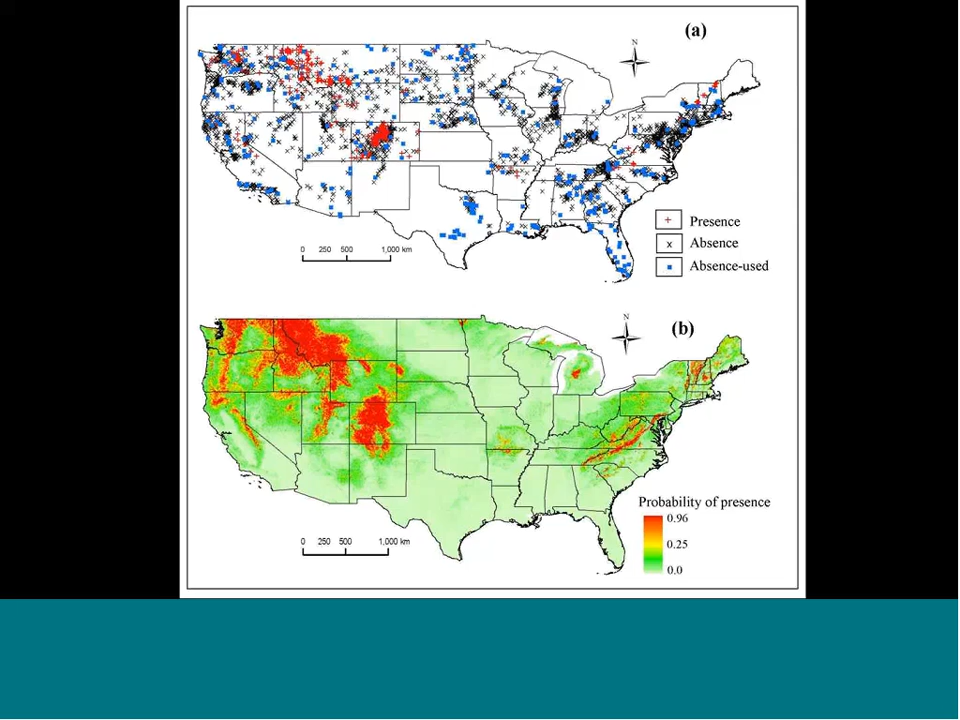 (a)
N
Presence
x Absence
Absence-used
0 250 500 1,000 km
N
(b)
Probability of presence
0.96
0.25
0.0
0 250 500 1,000 km